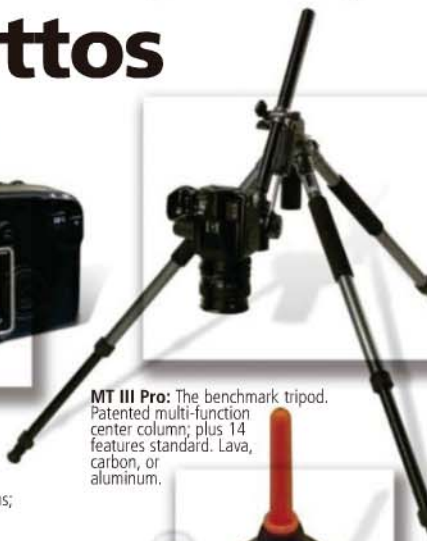 ttos
MT III Pro: The benchmark tripod.
Patented multi-function
center column; plus 14
features standard. Lava,
carbon, or
aluminum.
s;